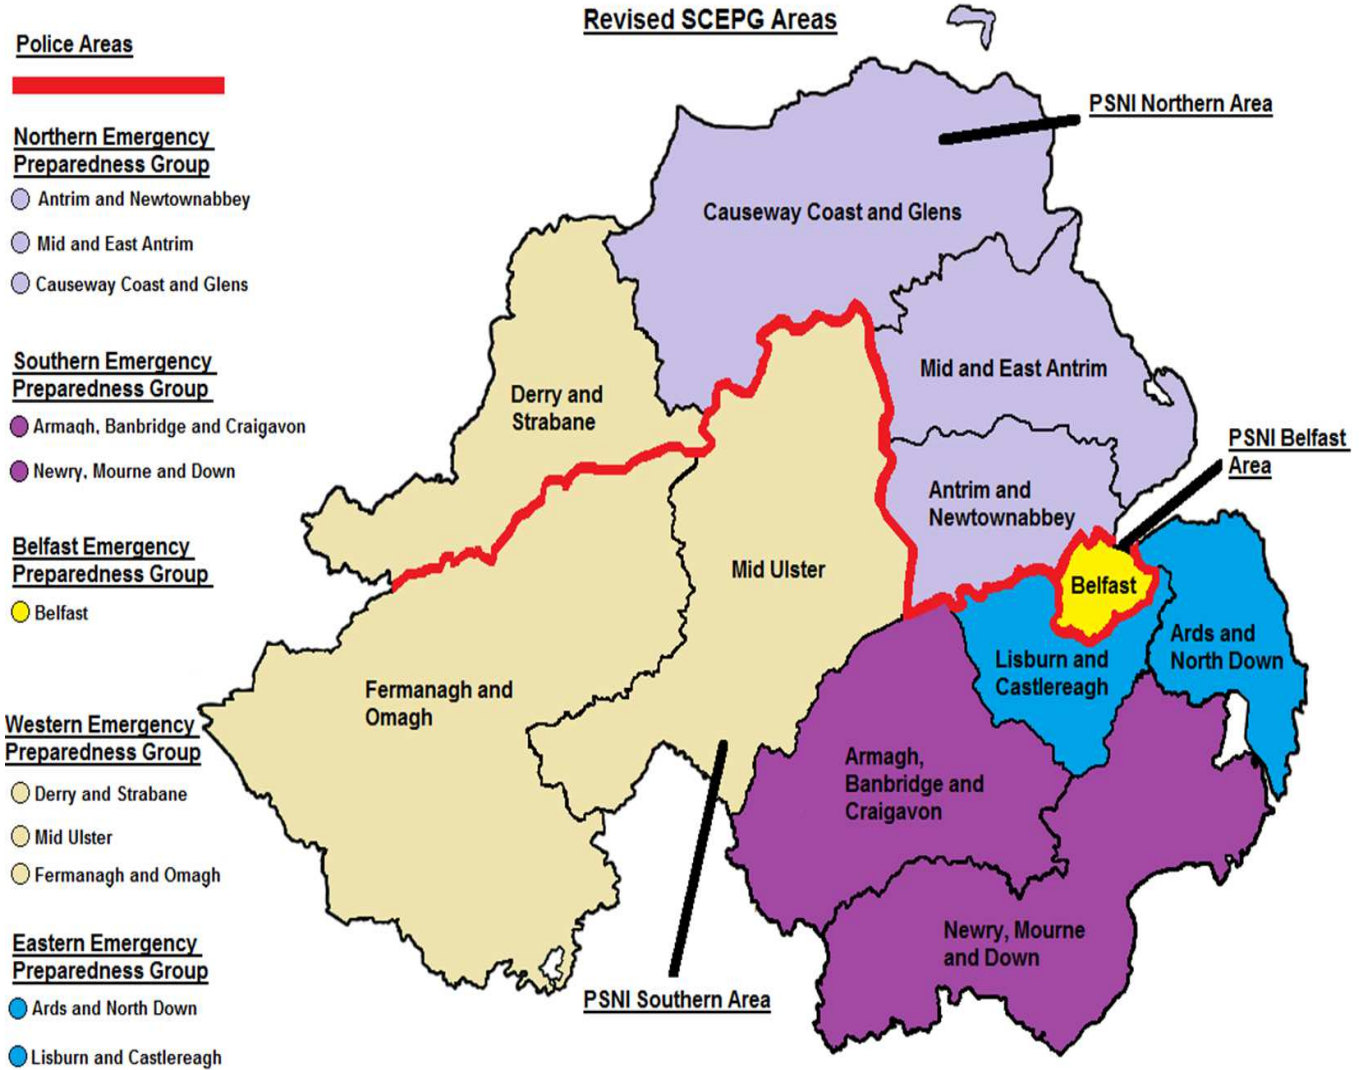 Revised SCEPG Areas
Police Areas
Northern Emergency
Preparedness Group
Antrim and Newtownabbey
Mid and East Antrim
Causeway Coast and Glens
Southern Emergency
Preparedness Group
Armagh, Banbridge and Craigavon
Newry, Mourne and Down
Belfast Emergency
Preparedness Group
Belfast
Western Emergency
Preparedness Group
Derry and Strabane
Mid Ulster
Fermanagh and Omagh
Eastern Emergency
Preparedness Group
Ards and North Down
Lisburn and Castlereagh
PSNI Northern Area
Causeway Coast and Glens
Mid and East Antrim
Derry and
Strabane
PSNI Belfast
Area
Antrim and
Newtownabbey
Mid Ulster
Belfast
Ards and
North Down
Lisburn and
Castlereagh
Fermanagh and
Omagh
Armagh,
Banbridge and
Craigavon
Newry, Mourne
and Down
PSNI Southern Area